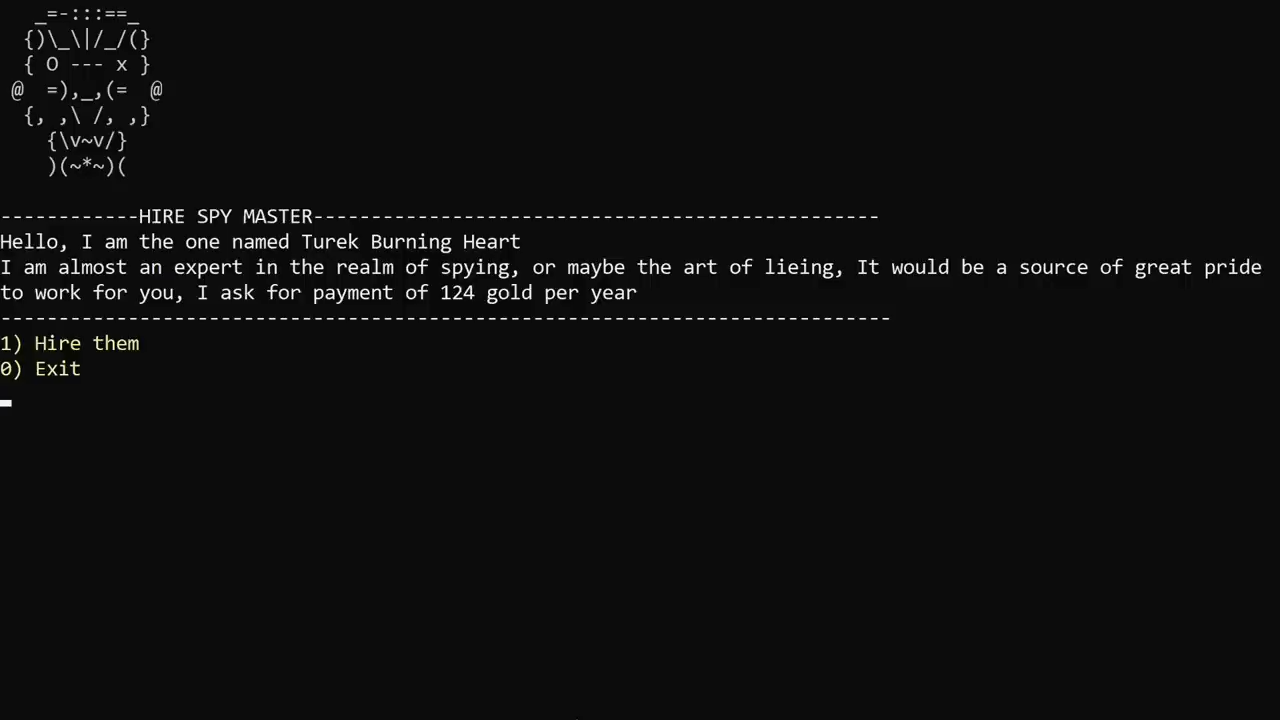 _=-:::==_
  {)\_\|/_/(}
  { O --- x }
 @  =),_,(=  @
  {, ,\ /, ,}
    {\v~v/}
    )(~*~)(
------------HIRE SPY MASTER-------------------------------------------------
Hello, I am the one named Turek Burning Heart
I am almost an expert in the realm of spying, or maybe the art of lieing, It would be a source of great pride
to work for you, I ask for payment of 124 gold per year
-----------------------------------------------------------------------------
1) Hire them
0) Exit